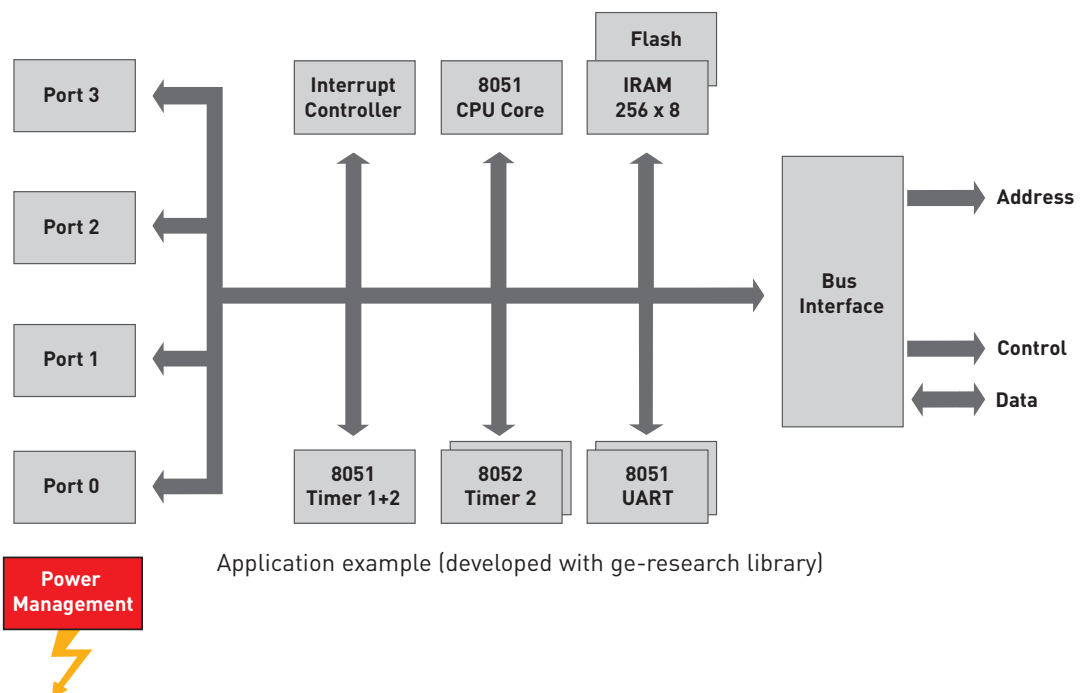 Flash
Port 3
Interrupt
Controller
8051
CPU Core
IRAM
256 x 8
Port 2
Address
Bus
Interface
Port 1
Control
Data
Port 0
8051
Timer 1+2
8052
Timer 2
8051
UART
Application example (developed with ge-research library)
Power
Management